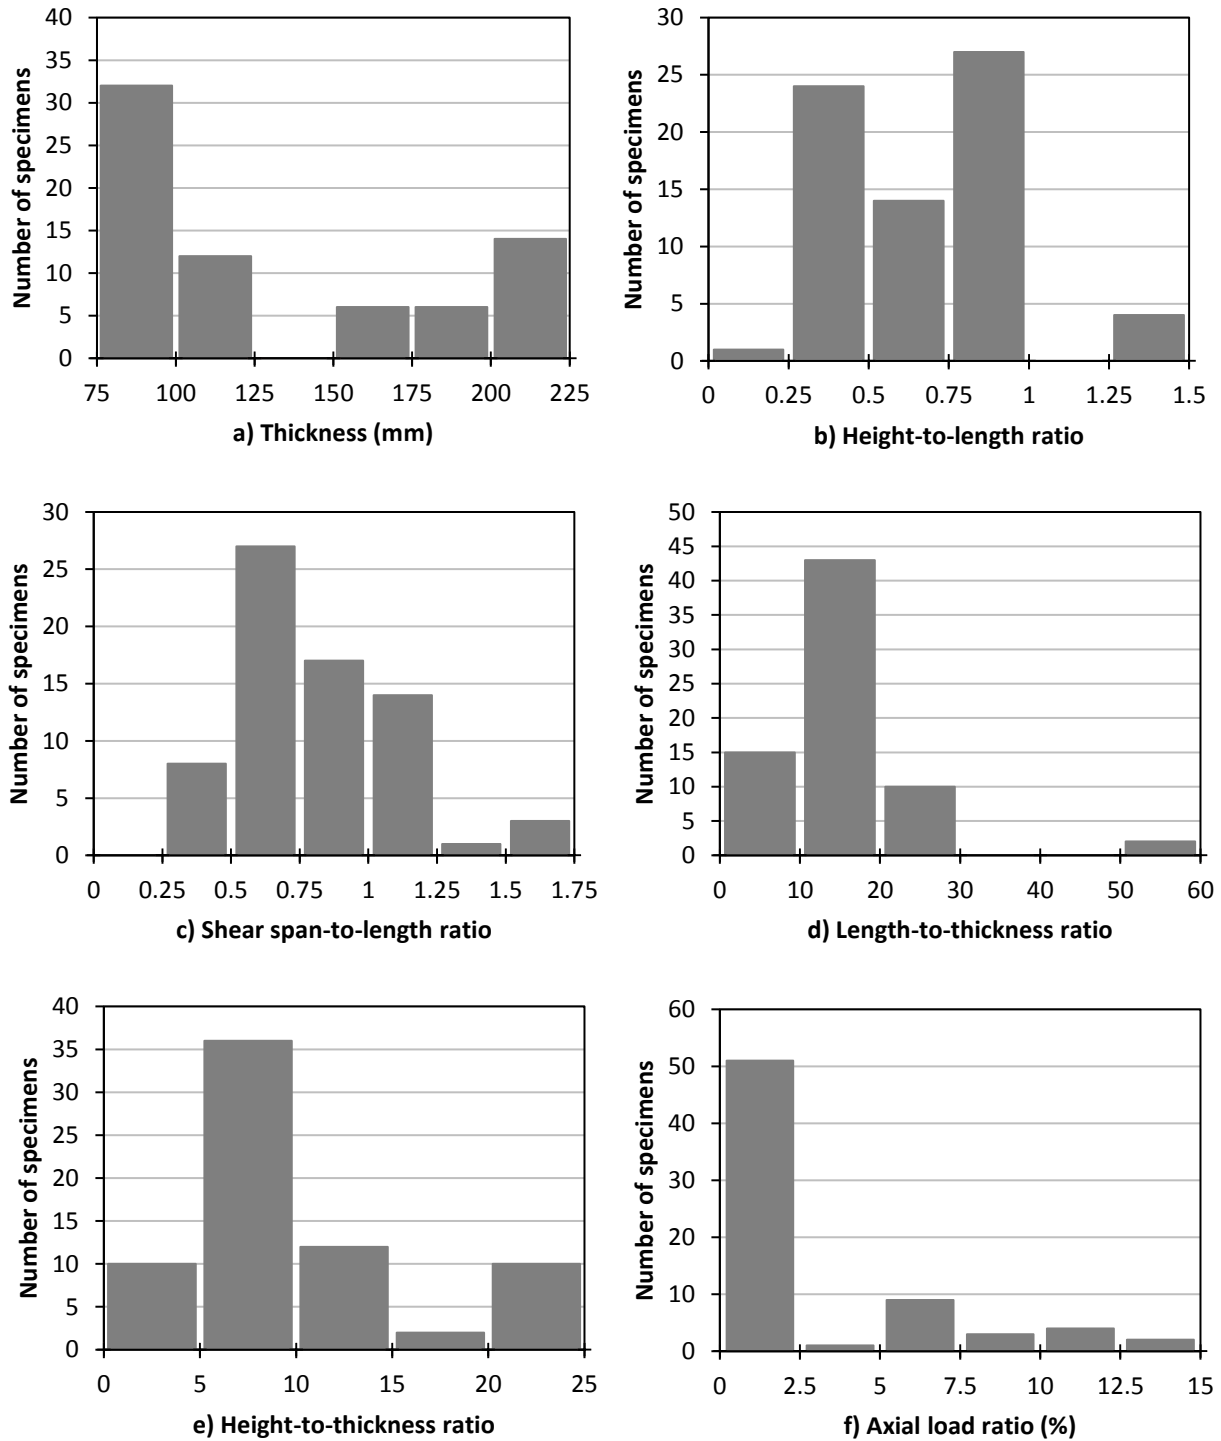 40
35
30
25
20
15
10
5
0
Number of specimens
75 100 125 150 175 200 225
a) Thickness (mm)
30
25
20
15
10
5
0
Number of specimens
0 0.25 0.5 0.75 1 1.25 1.5
b) Height-to-length ratio
30
25
20
15
10
5
0
Number of specimens
0 0.25 0.5 0.75 1 1.25 1.5 1.75
c) Shear span-to-length ratio
50
45
40
35
30
25
20
15
10
5
0
Number of specimens
0 10 20 30 40 50 60
d) Length-to-thickness ratio
40
35
30
25
20
15
10
5
0
Number of specimens
0 5 10 15 20 25
e) Height-to-thickness ratio
60
50
40
30
20
10
0
Number of specimens
0 2.5 5 7.5 10 12.5 15
f) Axial load ratio (%)